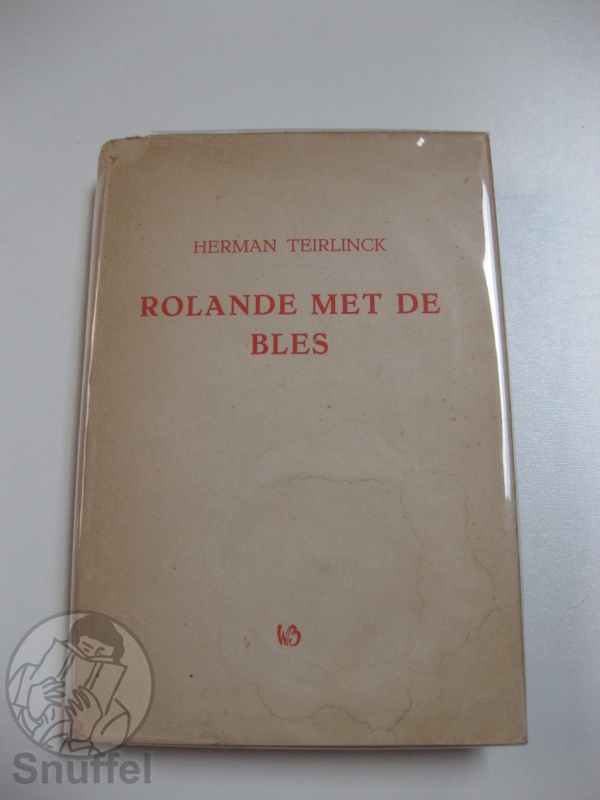 HERMAN TEIRLINCK
ROLANDE MET DE
BLES
WB
Snuffel